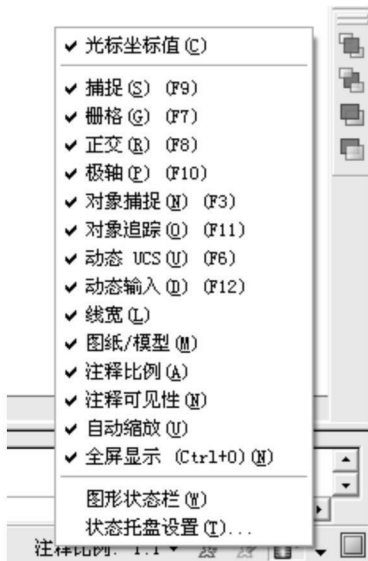 光标坐标值(C)
捕捉(S) (F9)
栅格(G) (F7)
正交(R) (F8)
极轴(P) (F10)
对象捕捉(N) (F3)
对象追踪(O) (F11)
动态 UCS(U) (F6)
动态输入(D) (F12)
线宽(L)
图纸/模型(M)
注释比例(A)
注释可见性(N)
自动缩放(U)
全屏显示 (Ctrl+0)(N)
图形状态栏(W)
状态托盘设置(T)...
注释比例: 1:1